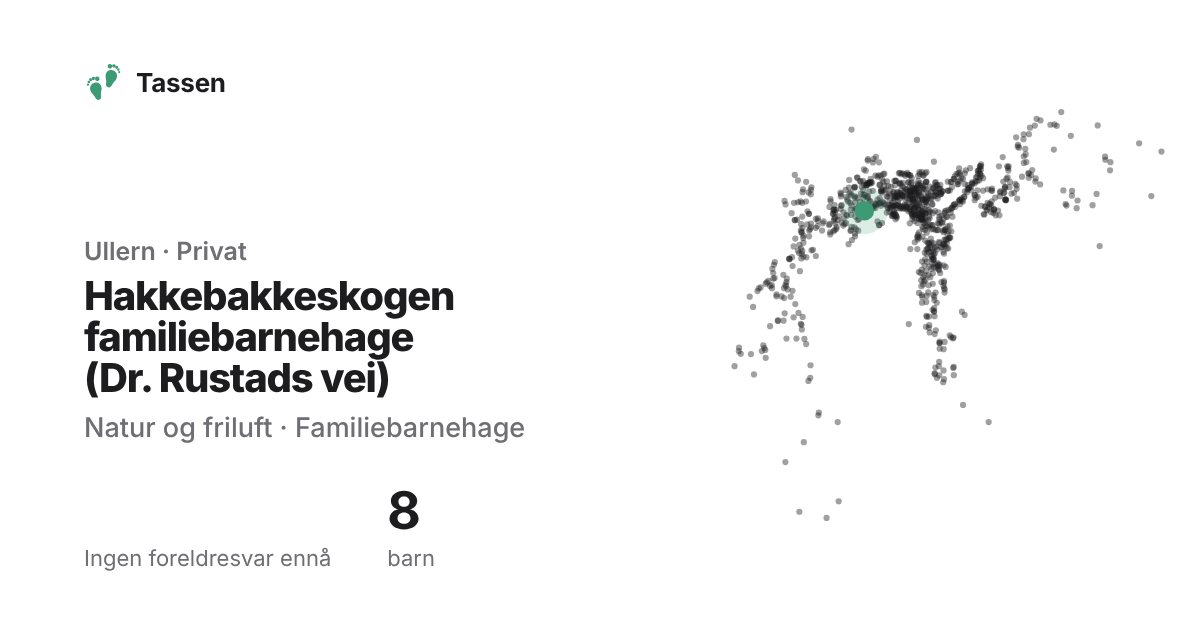 Tassen
Ullern · Privat
Hakkebakkeskogen
familiebarnehage
(Dr. Rustads vei)
Natur og friluft · Familiebarnehage
8
Ingen foreldresvar ennå
barn